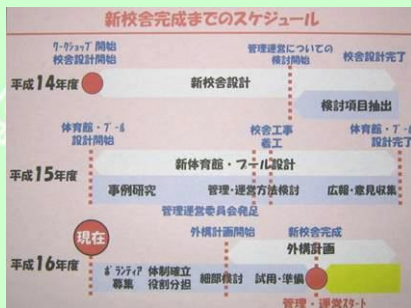 新校舎完成までのスケジュール
ワークショップ開始
校舎設計開始
管理運営についての
検討開始
校舎設計完了
平成14年度
新校舎設計
検討項目抽出
体育館・プール
設計開始
校舎工事
着工
体育館・プール
設計完了
平成15年度
新体育館・プール設計
事例研究
管理・運営方法検討
広報・意見収集
管理運営委員会発足
現在
外構計画開始
新校舎完成
外構計画
平成16年度
ボランティア
募集
体制確立
役割分担
細部検討
試用・準備
管理・運営スタート